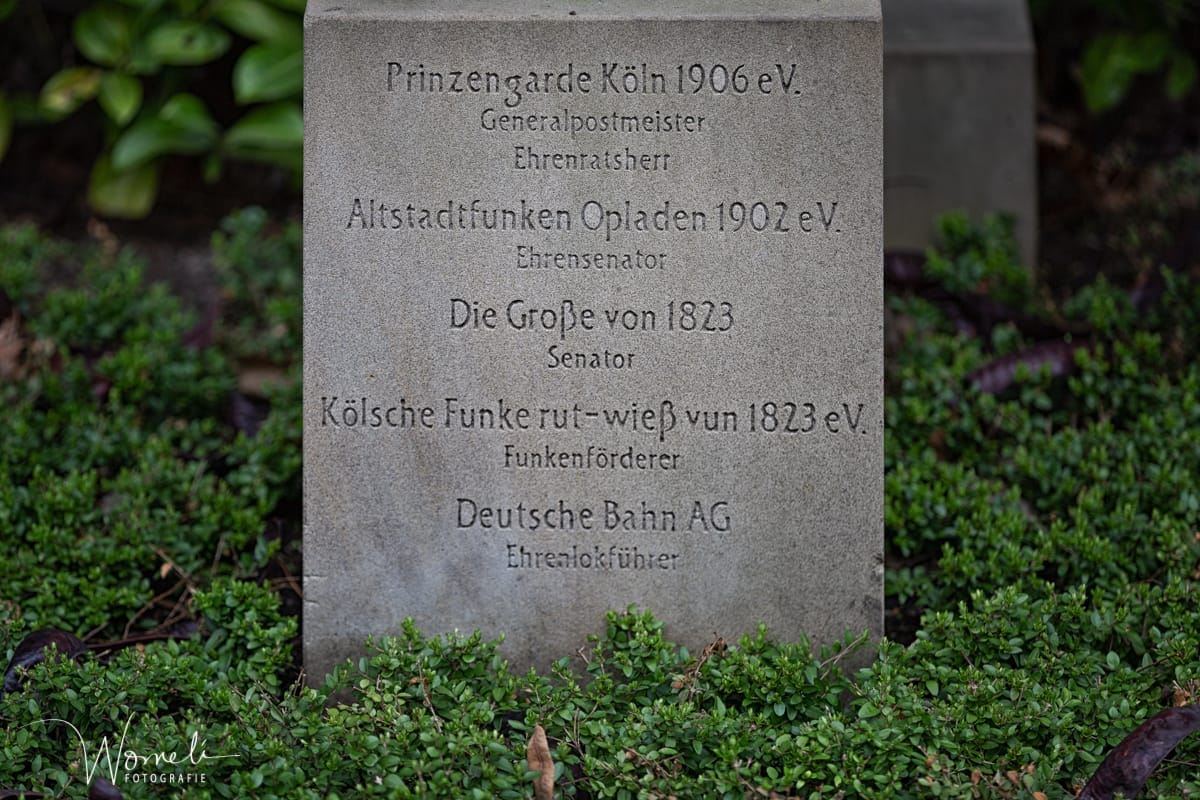 Prinzengarde Köln 1906 eV.
Generalpostmeister
Ehrenratsherr
Altstadtfunken Opladen 1902 eV.
Ehrensenator
Die Große von 1823
Senator
Kölsche Funke rut-wieß vun 1823 eV.
Funkenförderer
Deutsche Bahn AG
Ehrenlokführer
Womeli
FOTOGRAFIE